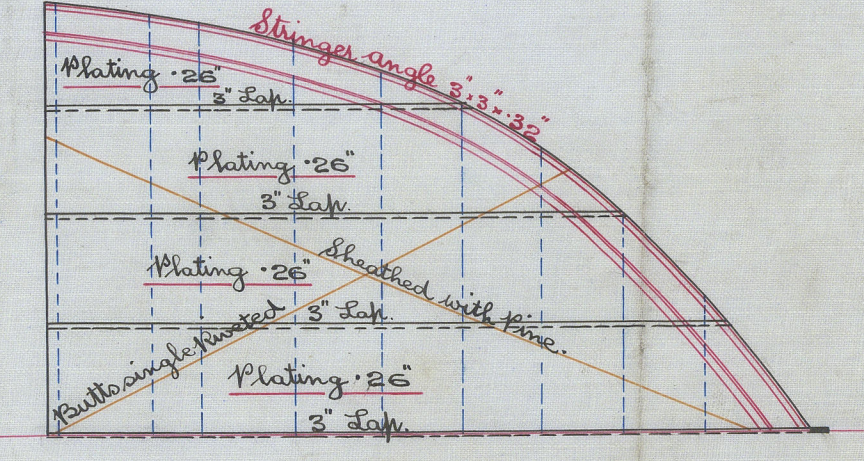 Stringer angle 3" × 3" × ·32"
Plating ·26"
3" Lap.
Plating ·26"
3" Lap.
Sheathed with Pine.
Plating ·26"
Butts single Riveted
3" Lap.
Plating ·26"
3" Lap.